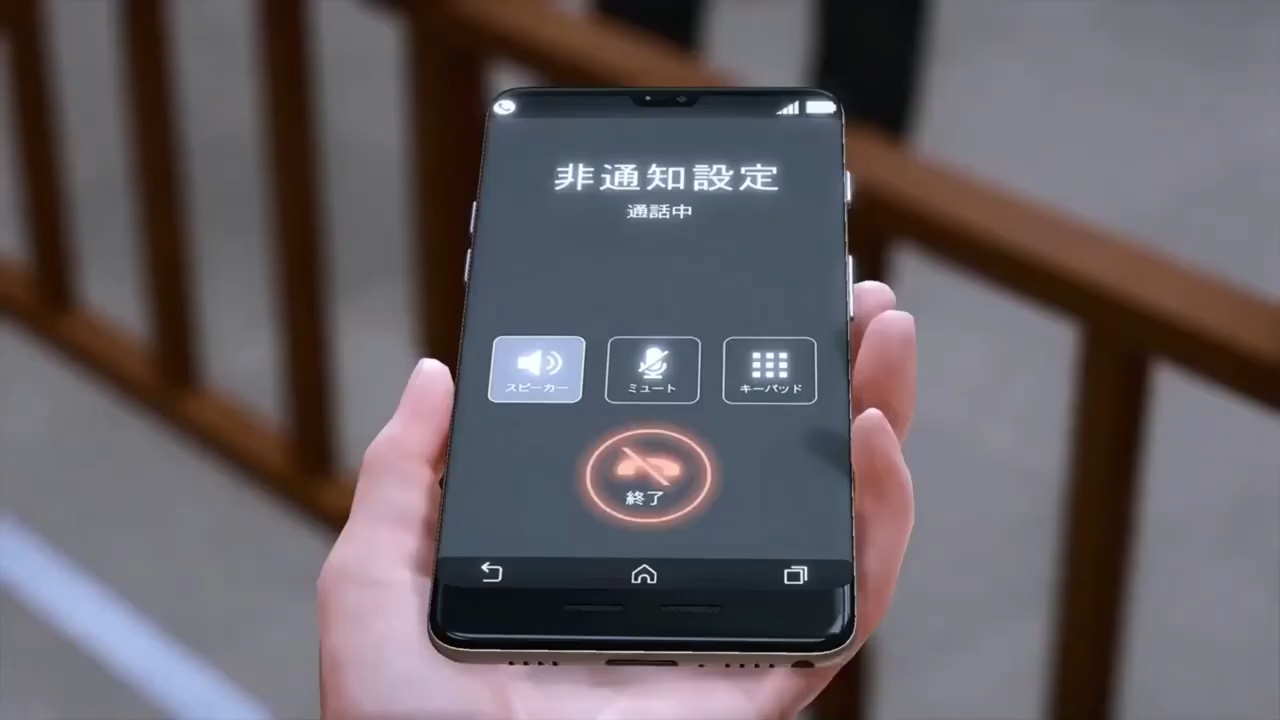 非通知設定
通話中
スピーカー
ミュート
キーパッド
終了